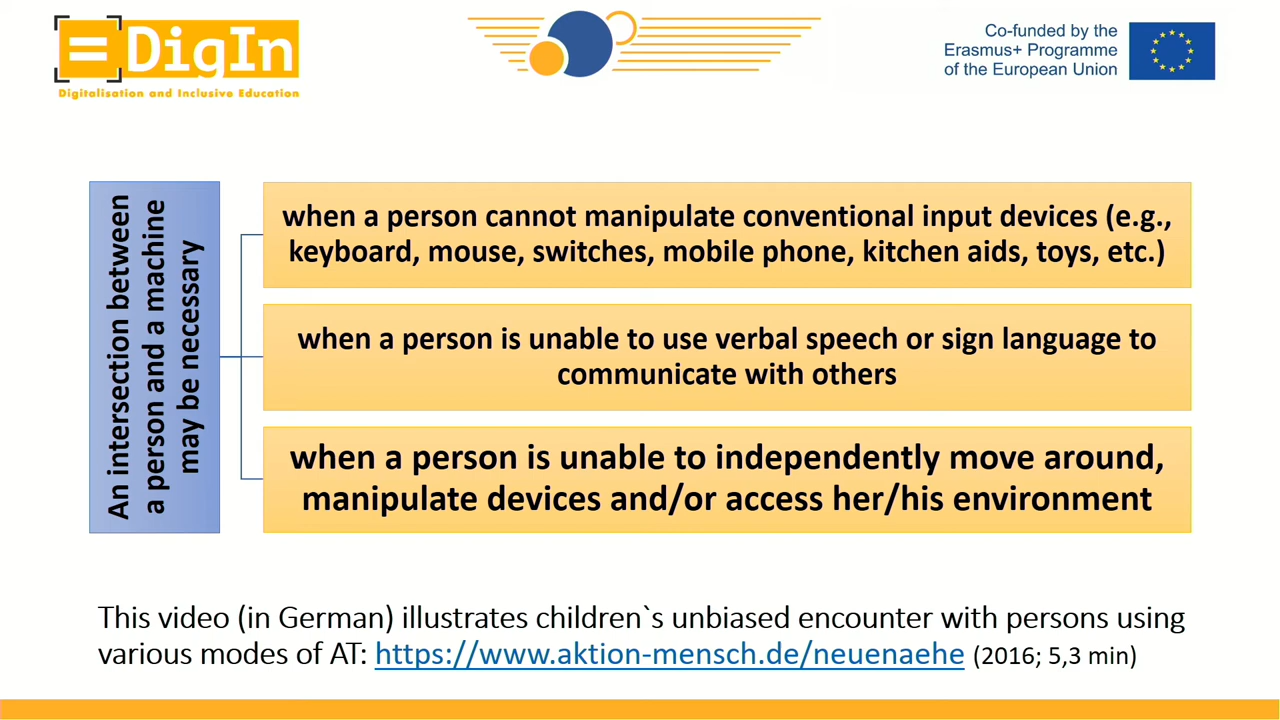 =DigIn
Digitalisation and Inclusive Education
Co-funded by the
Erasmus+ Programme
of the European Union
An intersection between
a person and a machine
may be necessary
when a person cannot manipulate conventional input devices (e.g.,
keyboard, mouse, switches, mobile phone, kitchen aids, toys, etc.)
when a person is unable to use verbal speech or sign language to
communicate with others
when a person is unable to independently move around,
manipulate devices and/or access her/his environment
This video (in German) illustrates children`s unbiased encounter with persons using
various modes of AT: https://www.aktion-mensch.de/neuenaehe (2016; 5,3 min)